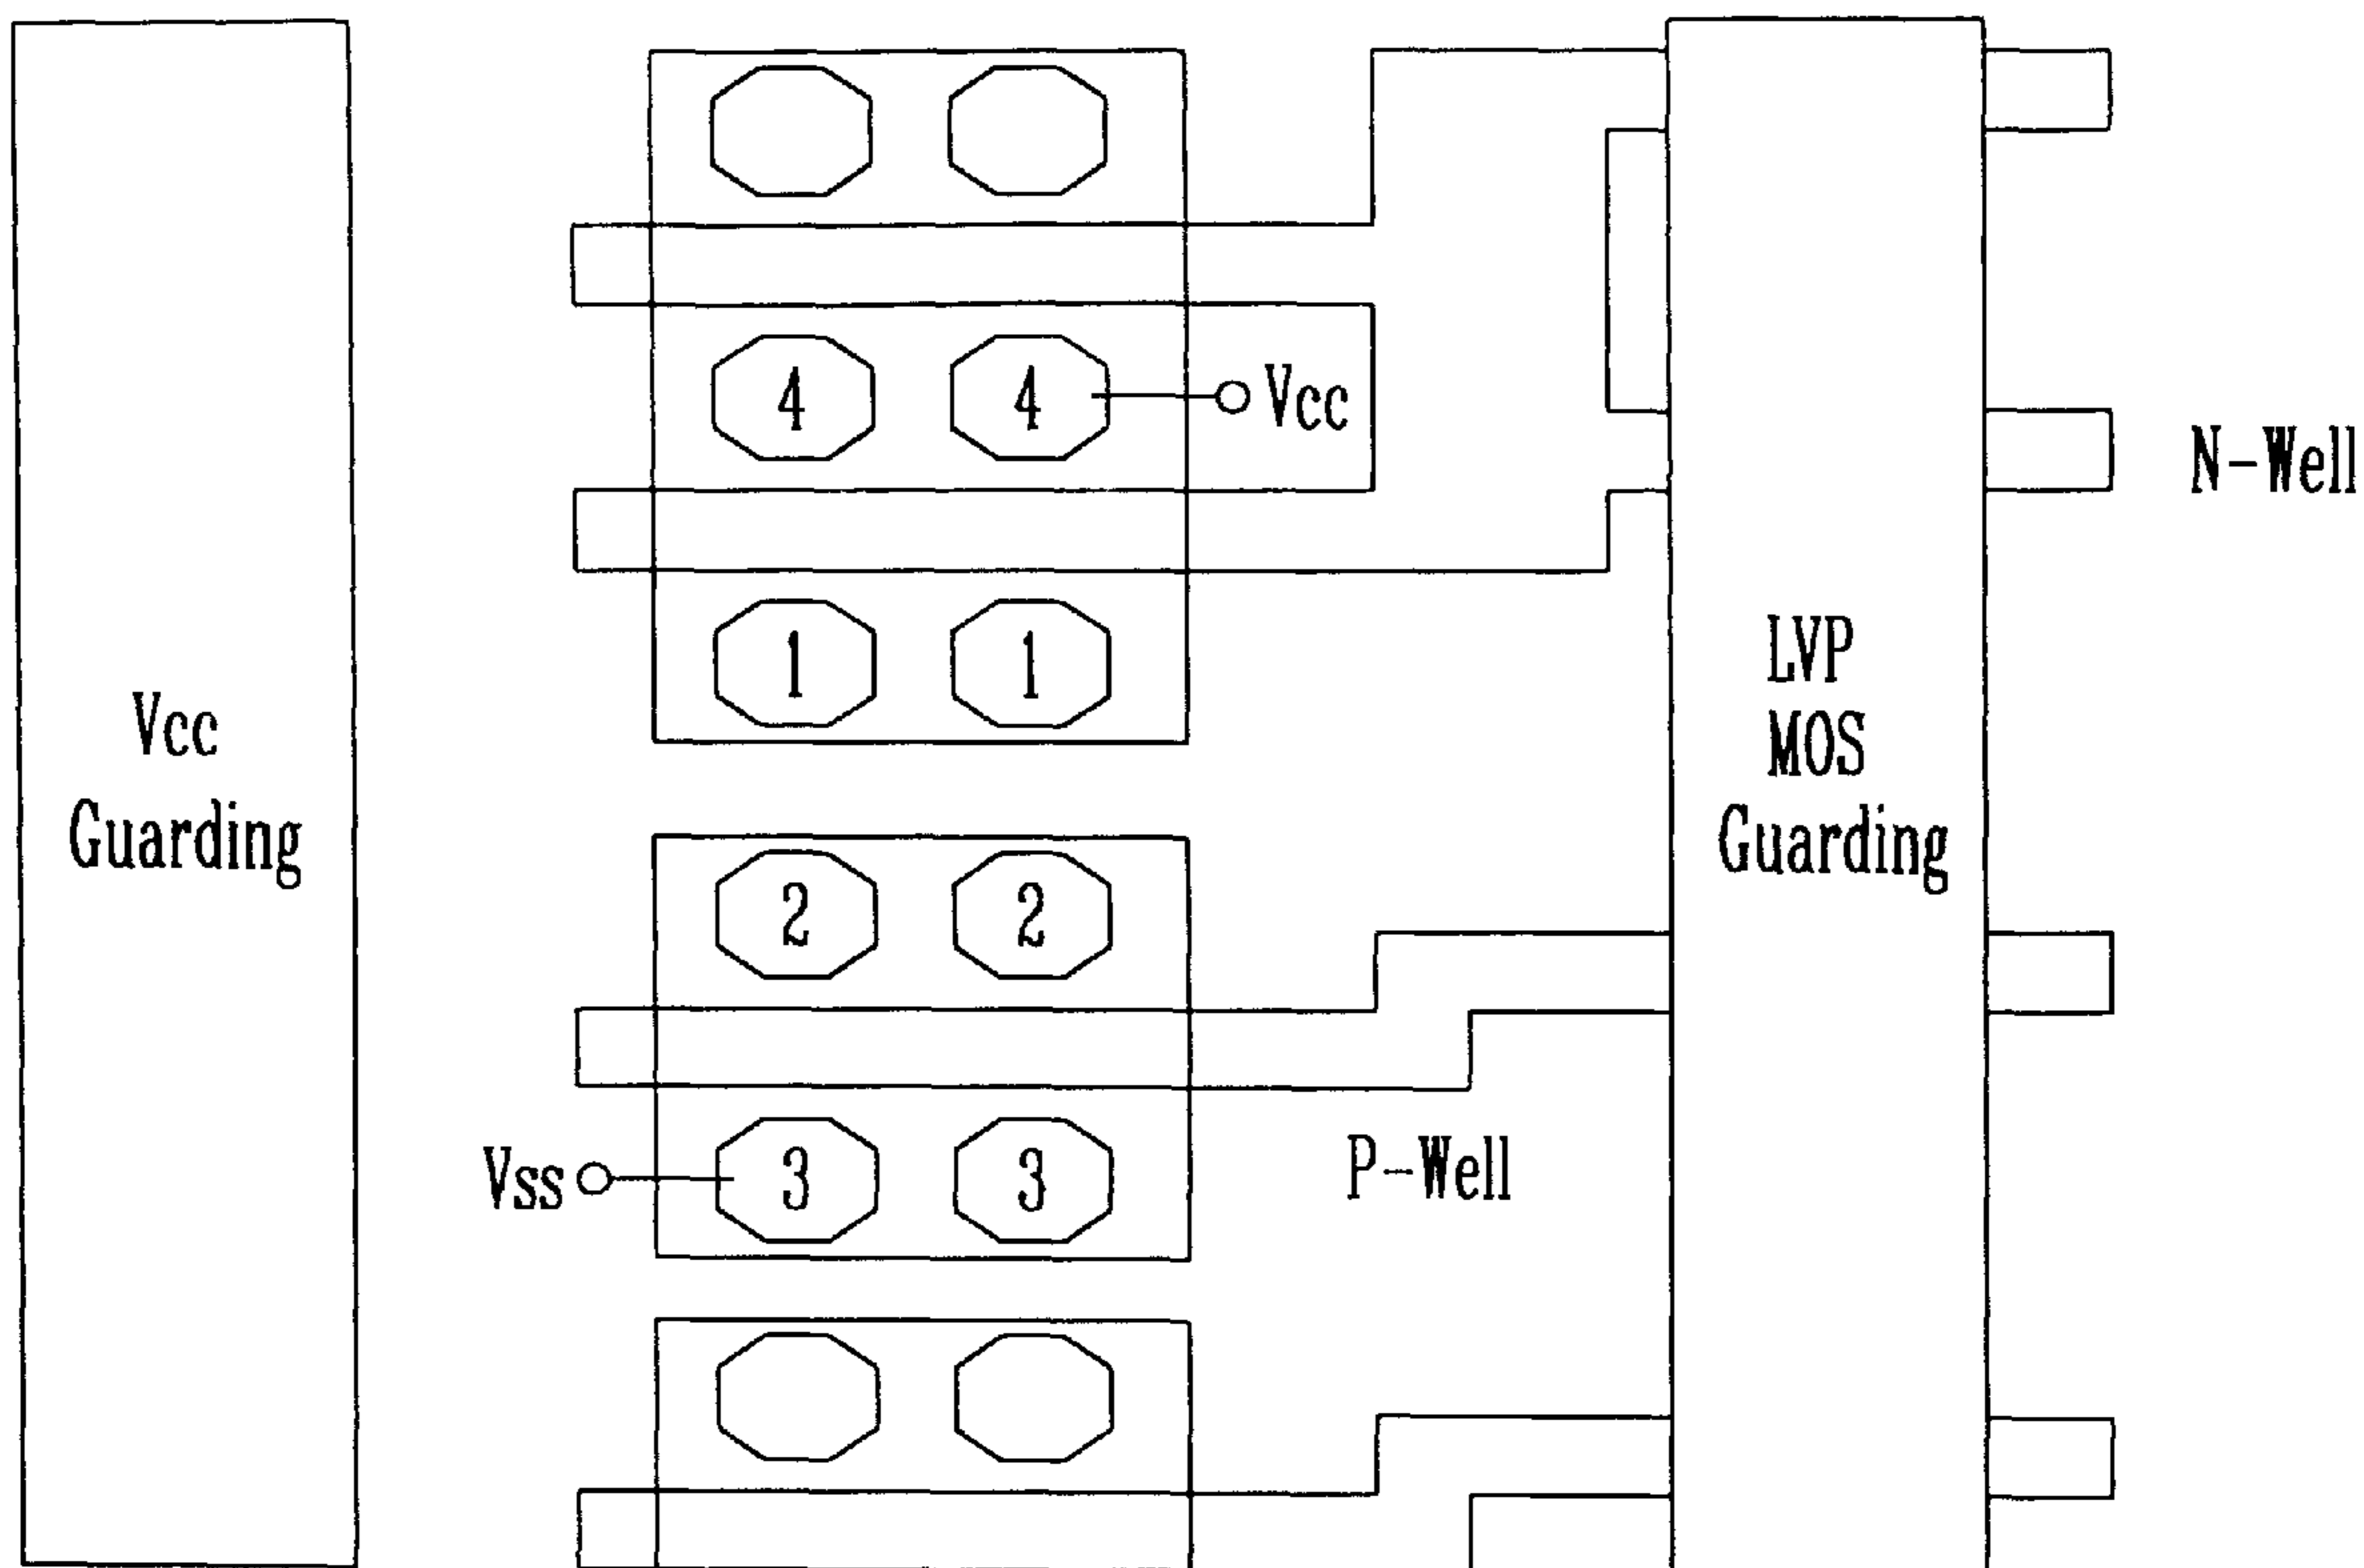 4 4 Vcc
N-Well
1 1
LVP
MOS
Guarding
Vcc
Guarding
2 2
P-Well
Vss 3 3